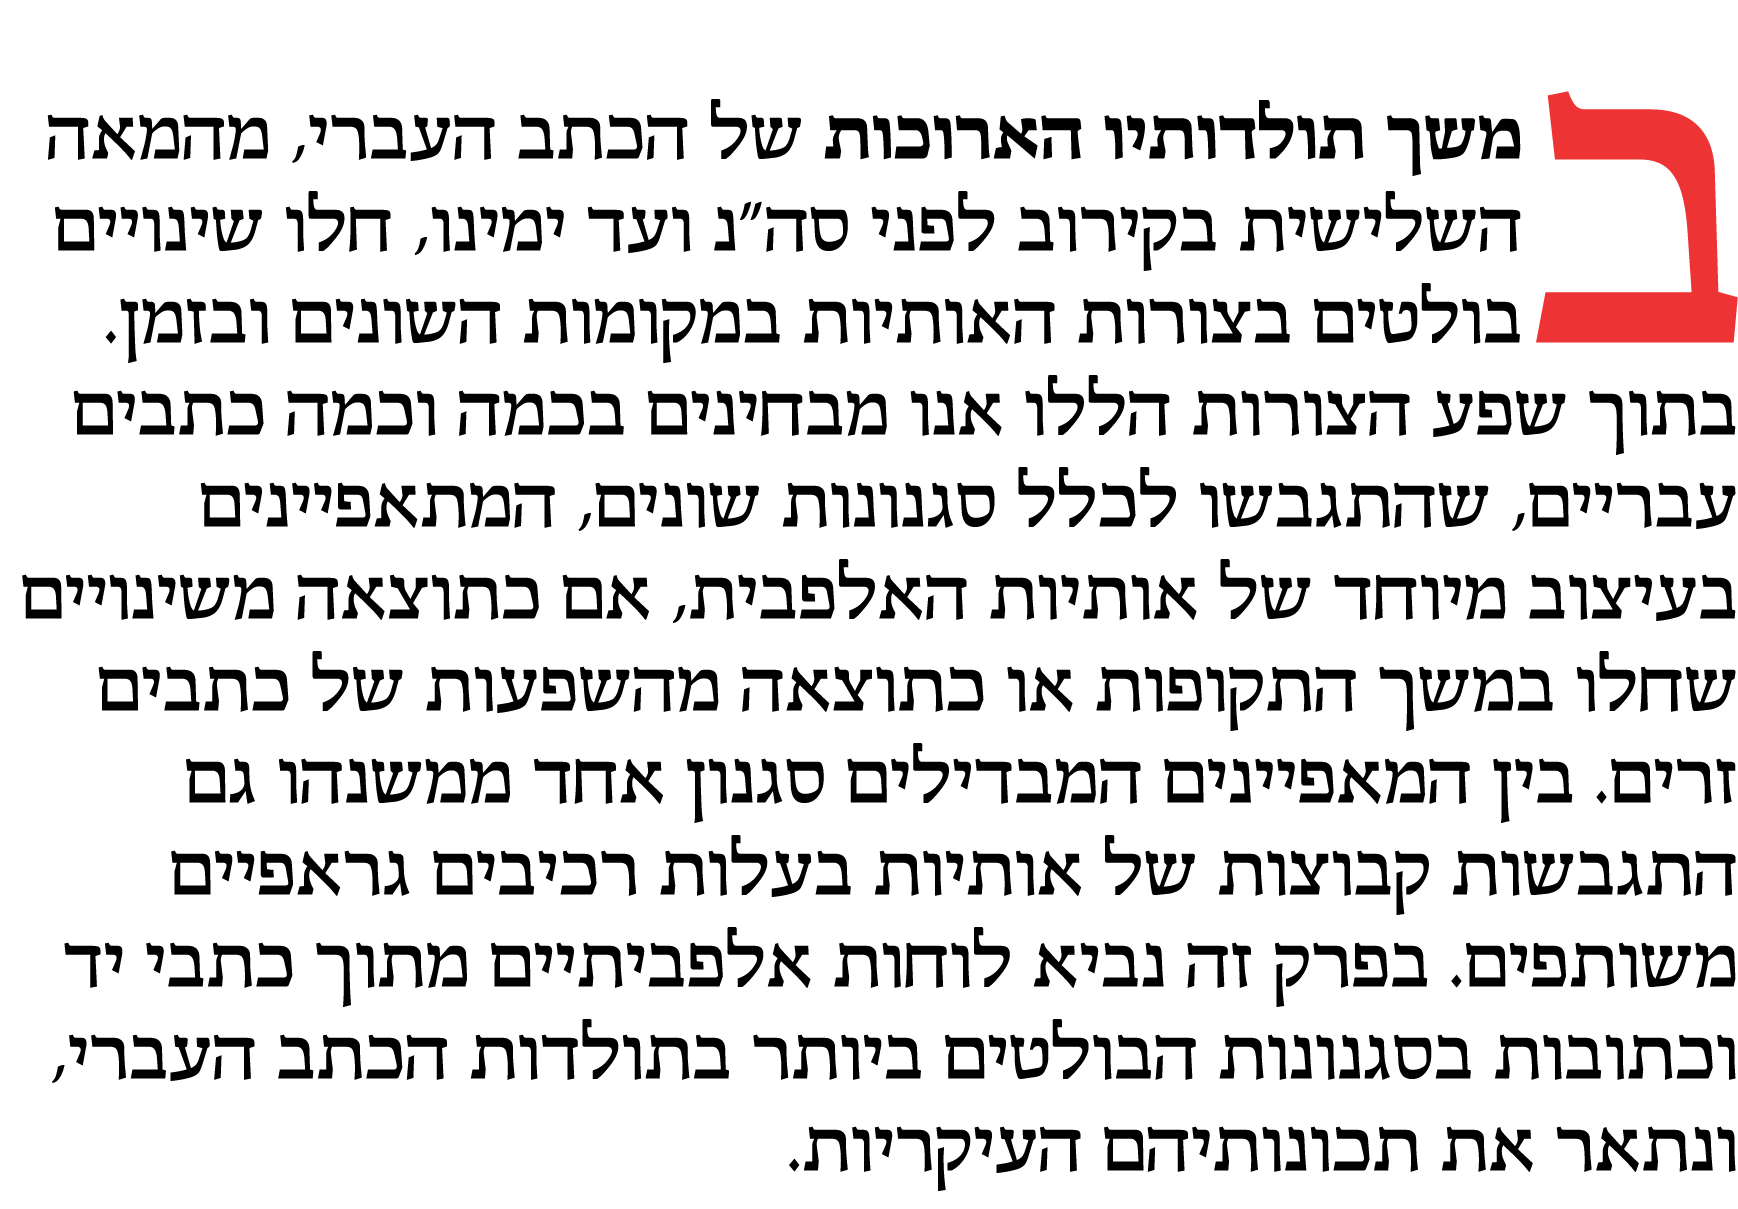 במשך תולדותיו הארוכות של הכתב העברי, מהמאה
השלישית בקירוב לפני סה״נ ועד ימינו, חלו שינויים
בולטים בצורות האותיות במקומות השונים ובזמן.
בתוך שפע הצורות הללו אנו מבחינים בכמה וכמה כתבים
עבריים, שהתגבשו לכלל סגנונות שונים, המתאפיינים
בעיצוב מיוחד של אותיות האלפבית, אם כתוצאה משינויים
שחלו במשך התקופות או כתוצאה מהשפעות של כתבים
זרים. בין המאפיינים המבדילים סגנון אחד ממשנהו גם
התגבשות קבוצות של אותיות בעלות רכיבים גראפיים
משותפים. בפרק זה נביא לוחות אלפביתיים מתוך כתבי יד
וכתובות בסגנונות הבולטים ביותר בתולדות הכתב העברי,
ונתאר את תכונותיהם העיקריות.